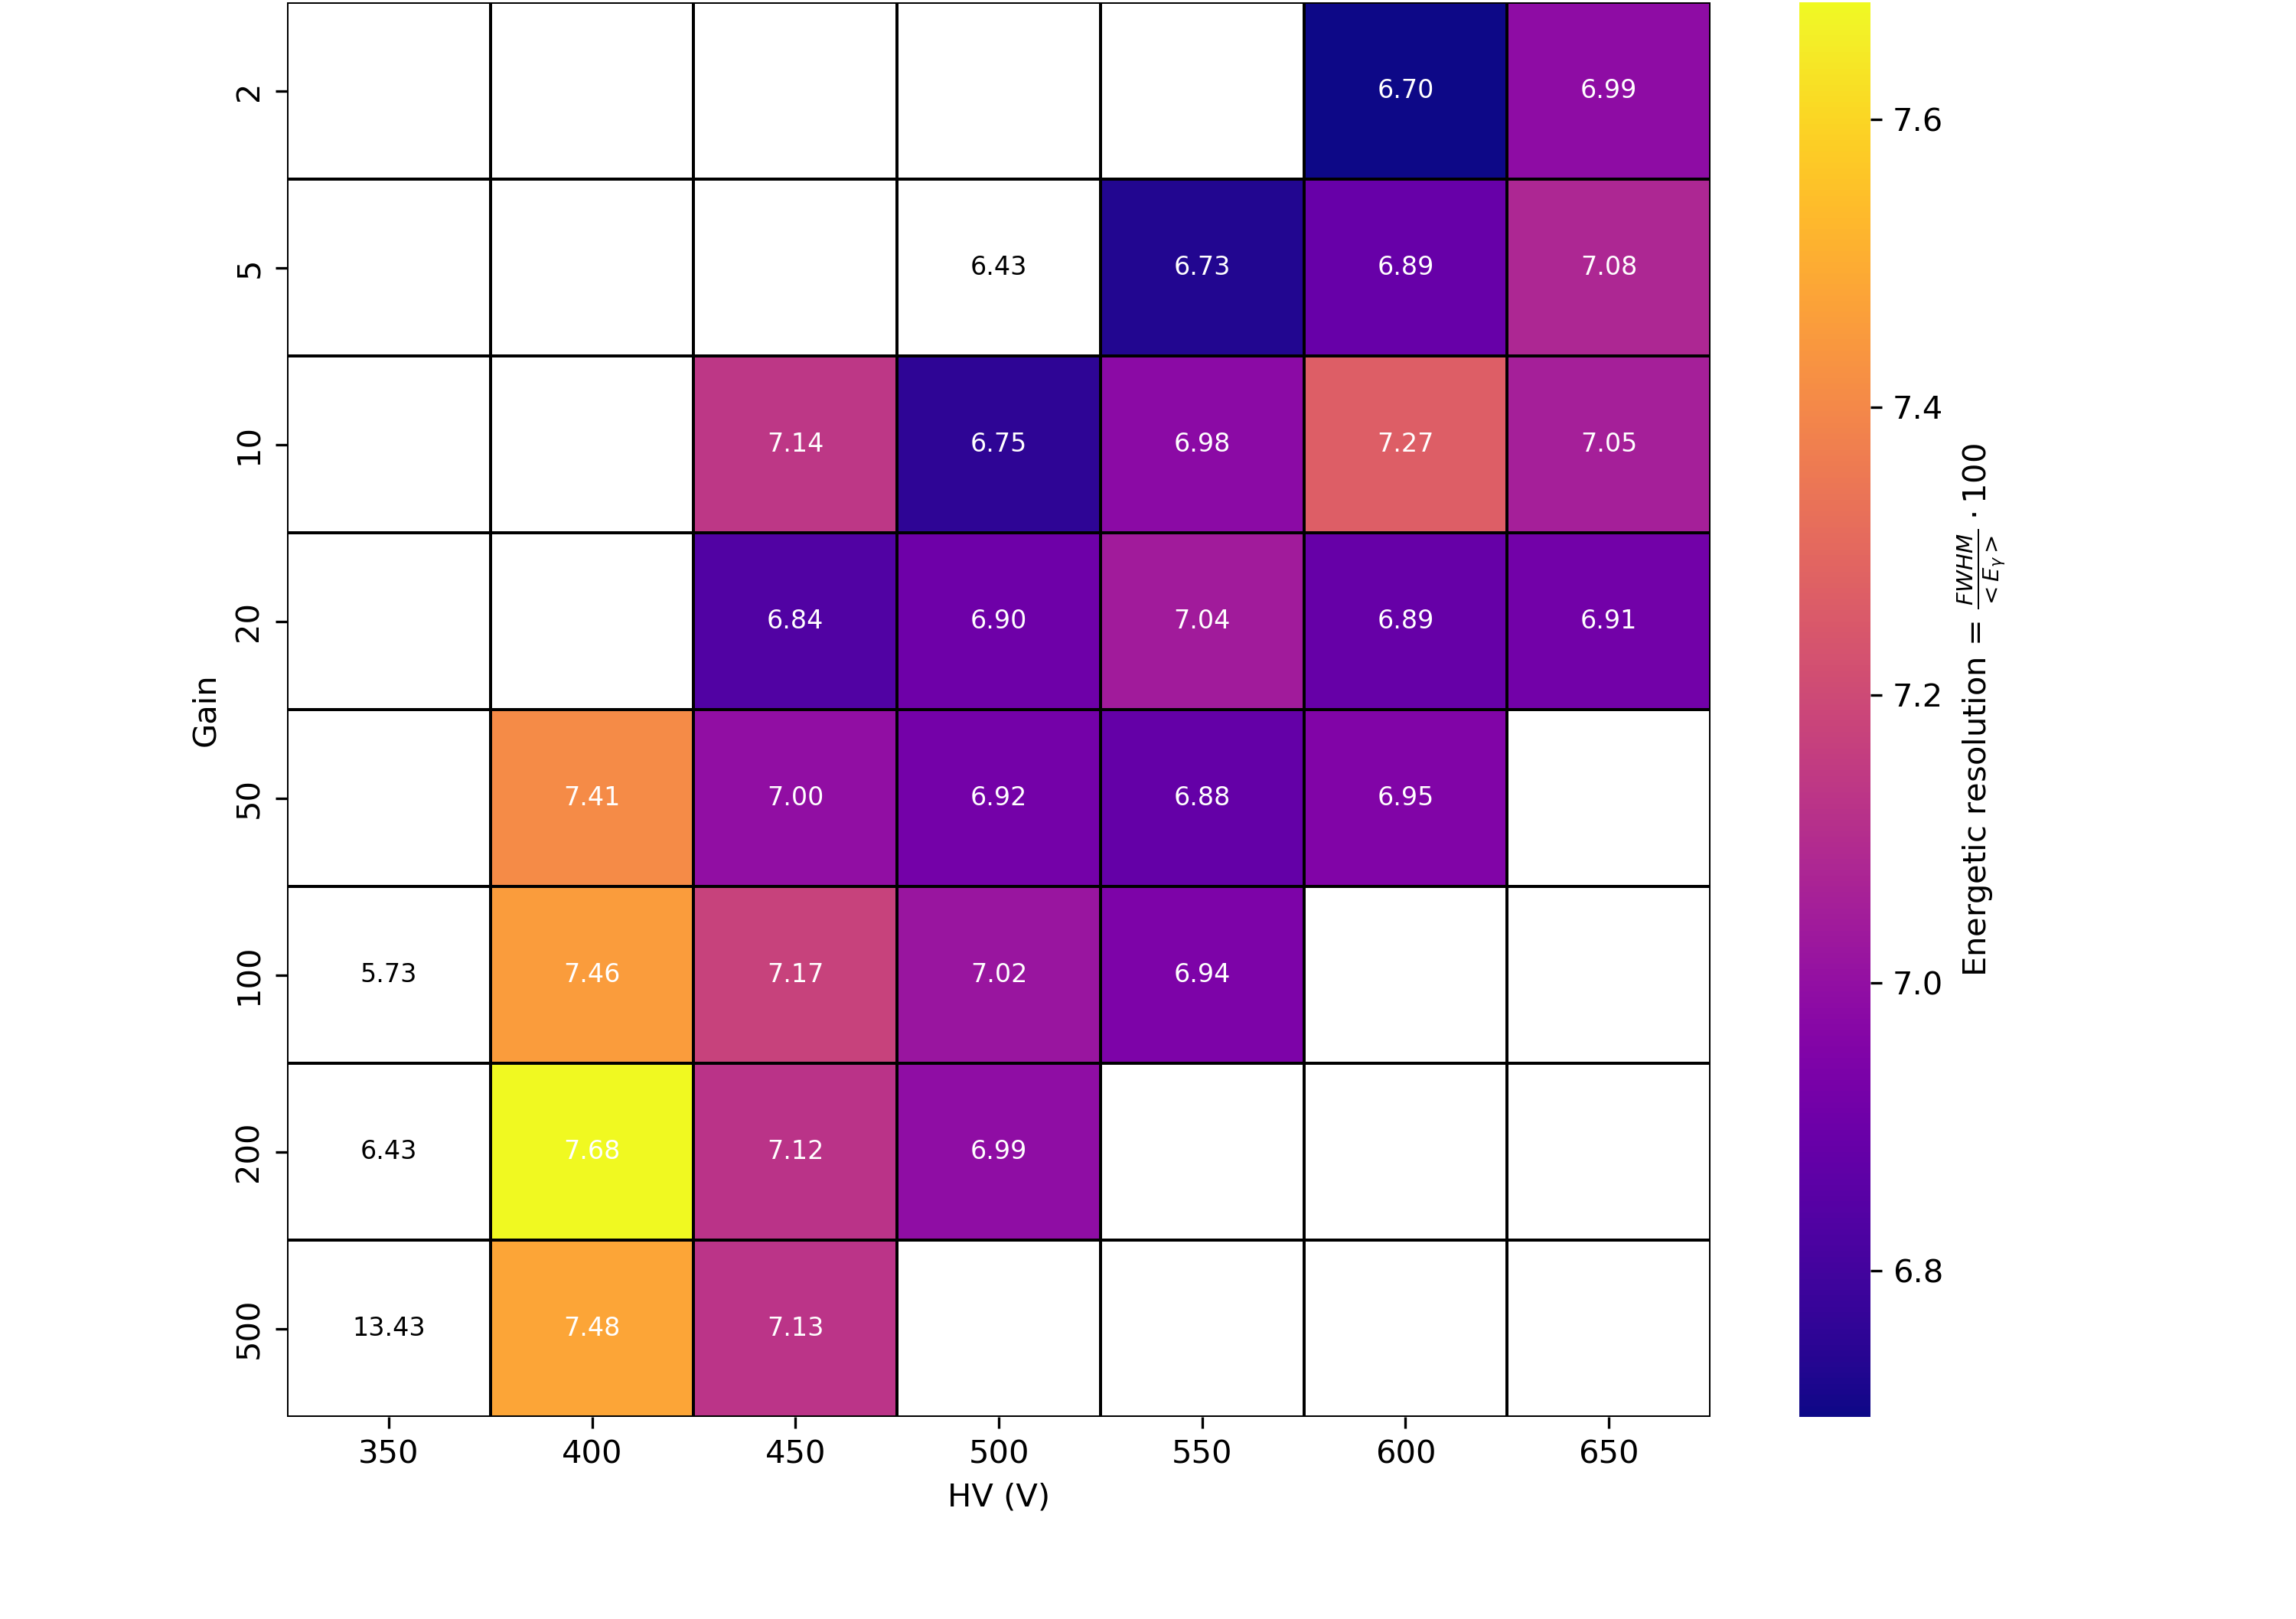 2 6.70 6.99 7.6
5 6.43 6.73 6.89 7.08
7.4
10 7.14 6.75 6.98 7.27 7.05
20 6.84 6.90 7.04 6.89 6.91
Gain
7.2
50 7.41 7.00 6.92 6.88 6.95
100 5.73 7.46 7.17 7.02 6.94 7.0
200 6.43 7.68 7.12 6.99
6.8
500 13.43 7.48 7.13
350 400 450 500 550 600 650
HV (V)
Energetic resolution = FWHM / < Eγ > · 100